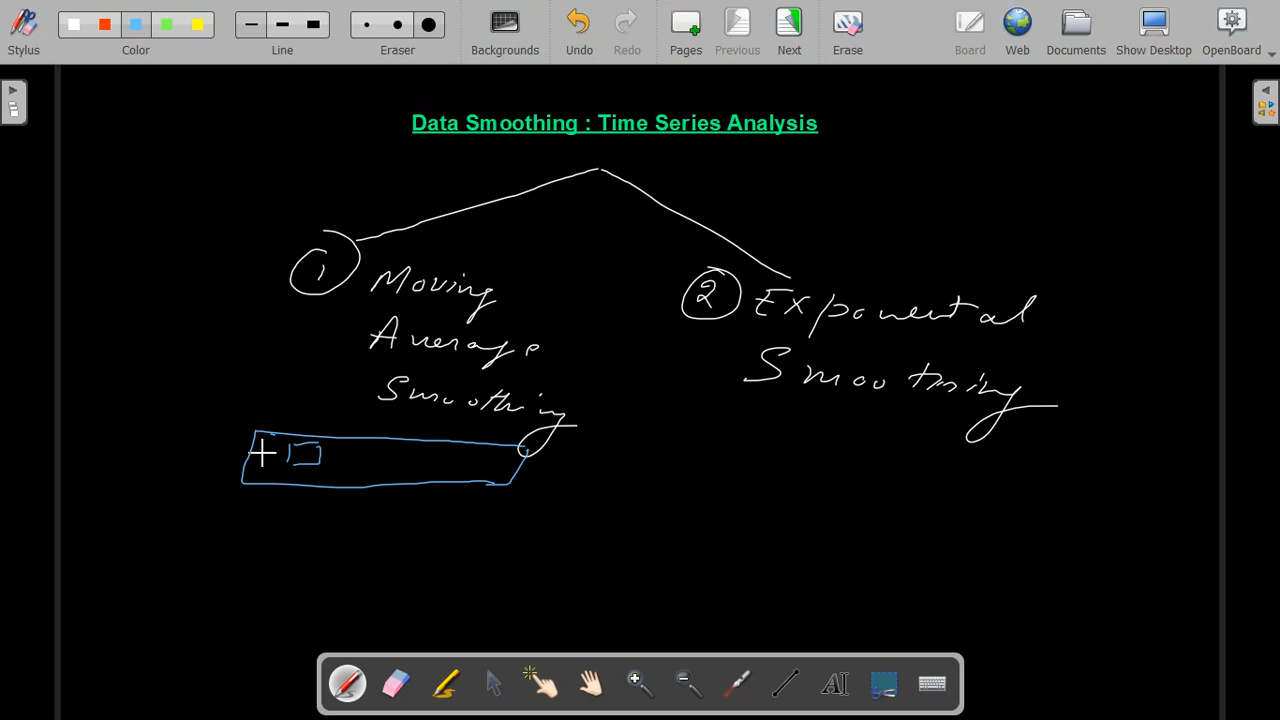 Stylus
Color
Line
Eraser
Backgrounds
Undo
Redo
Pages
Previous
Next
Erase
Board
Web
Documents
Show Desktop
OpenBoard
Data Smoothing : Time Series Analysis
1 Moving
Average
Smoothing
2 Exponential
Smoothing
AI